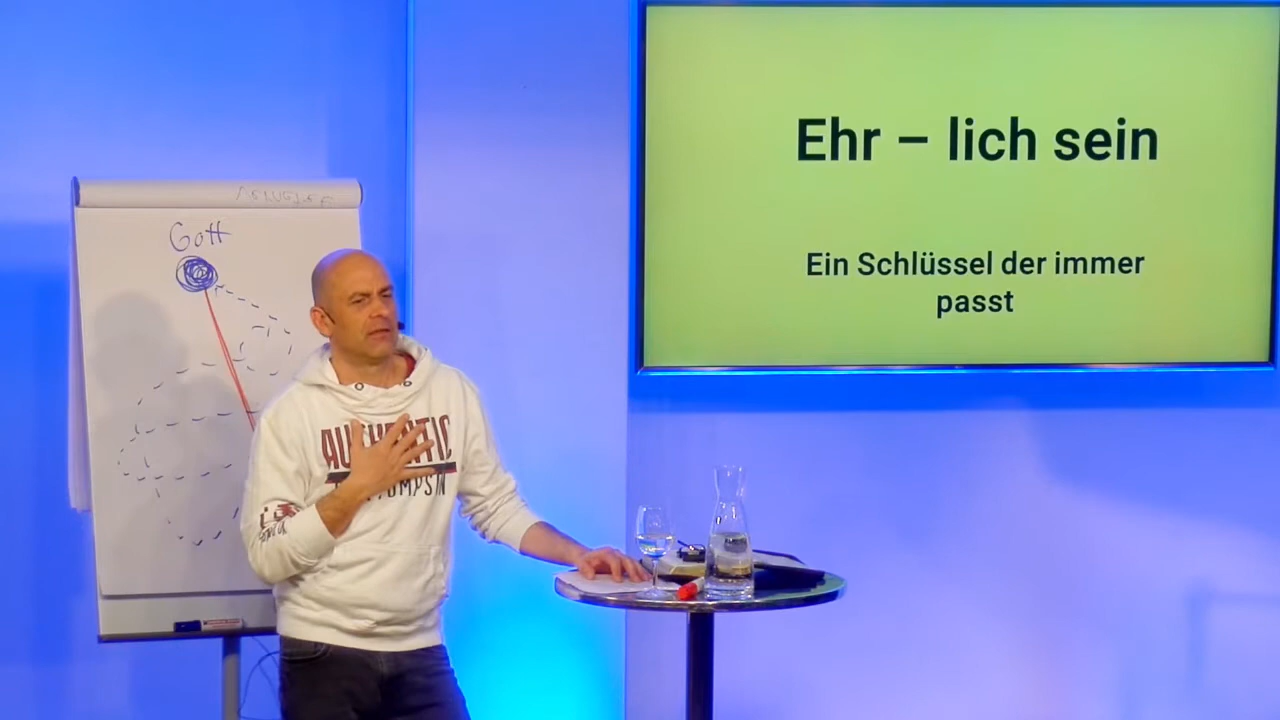 Ehr – lich sein
Ein Schlüssel der immer
passt
Gott
AUTHENTIC